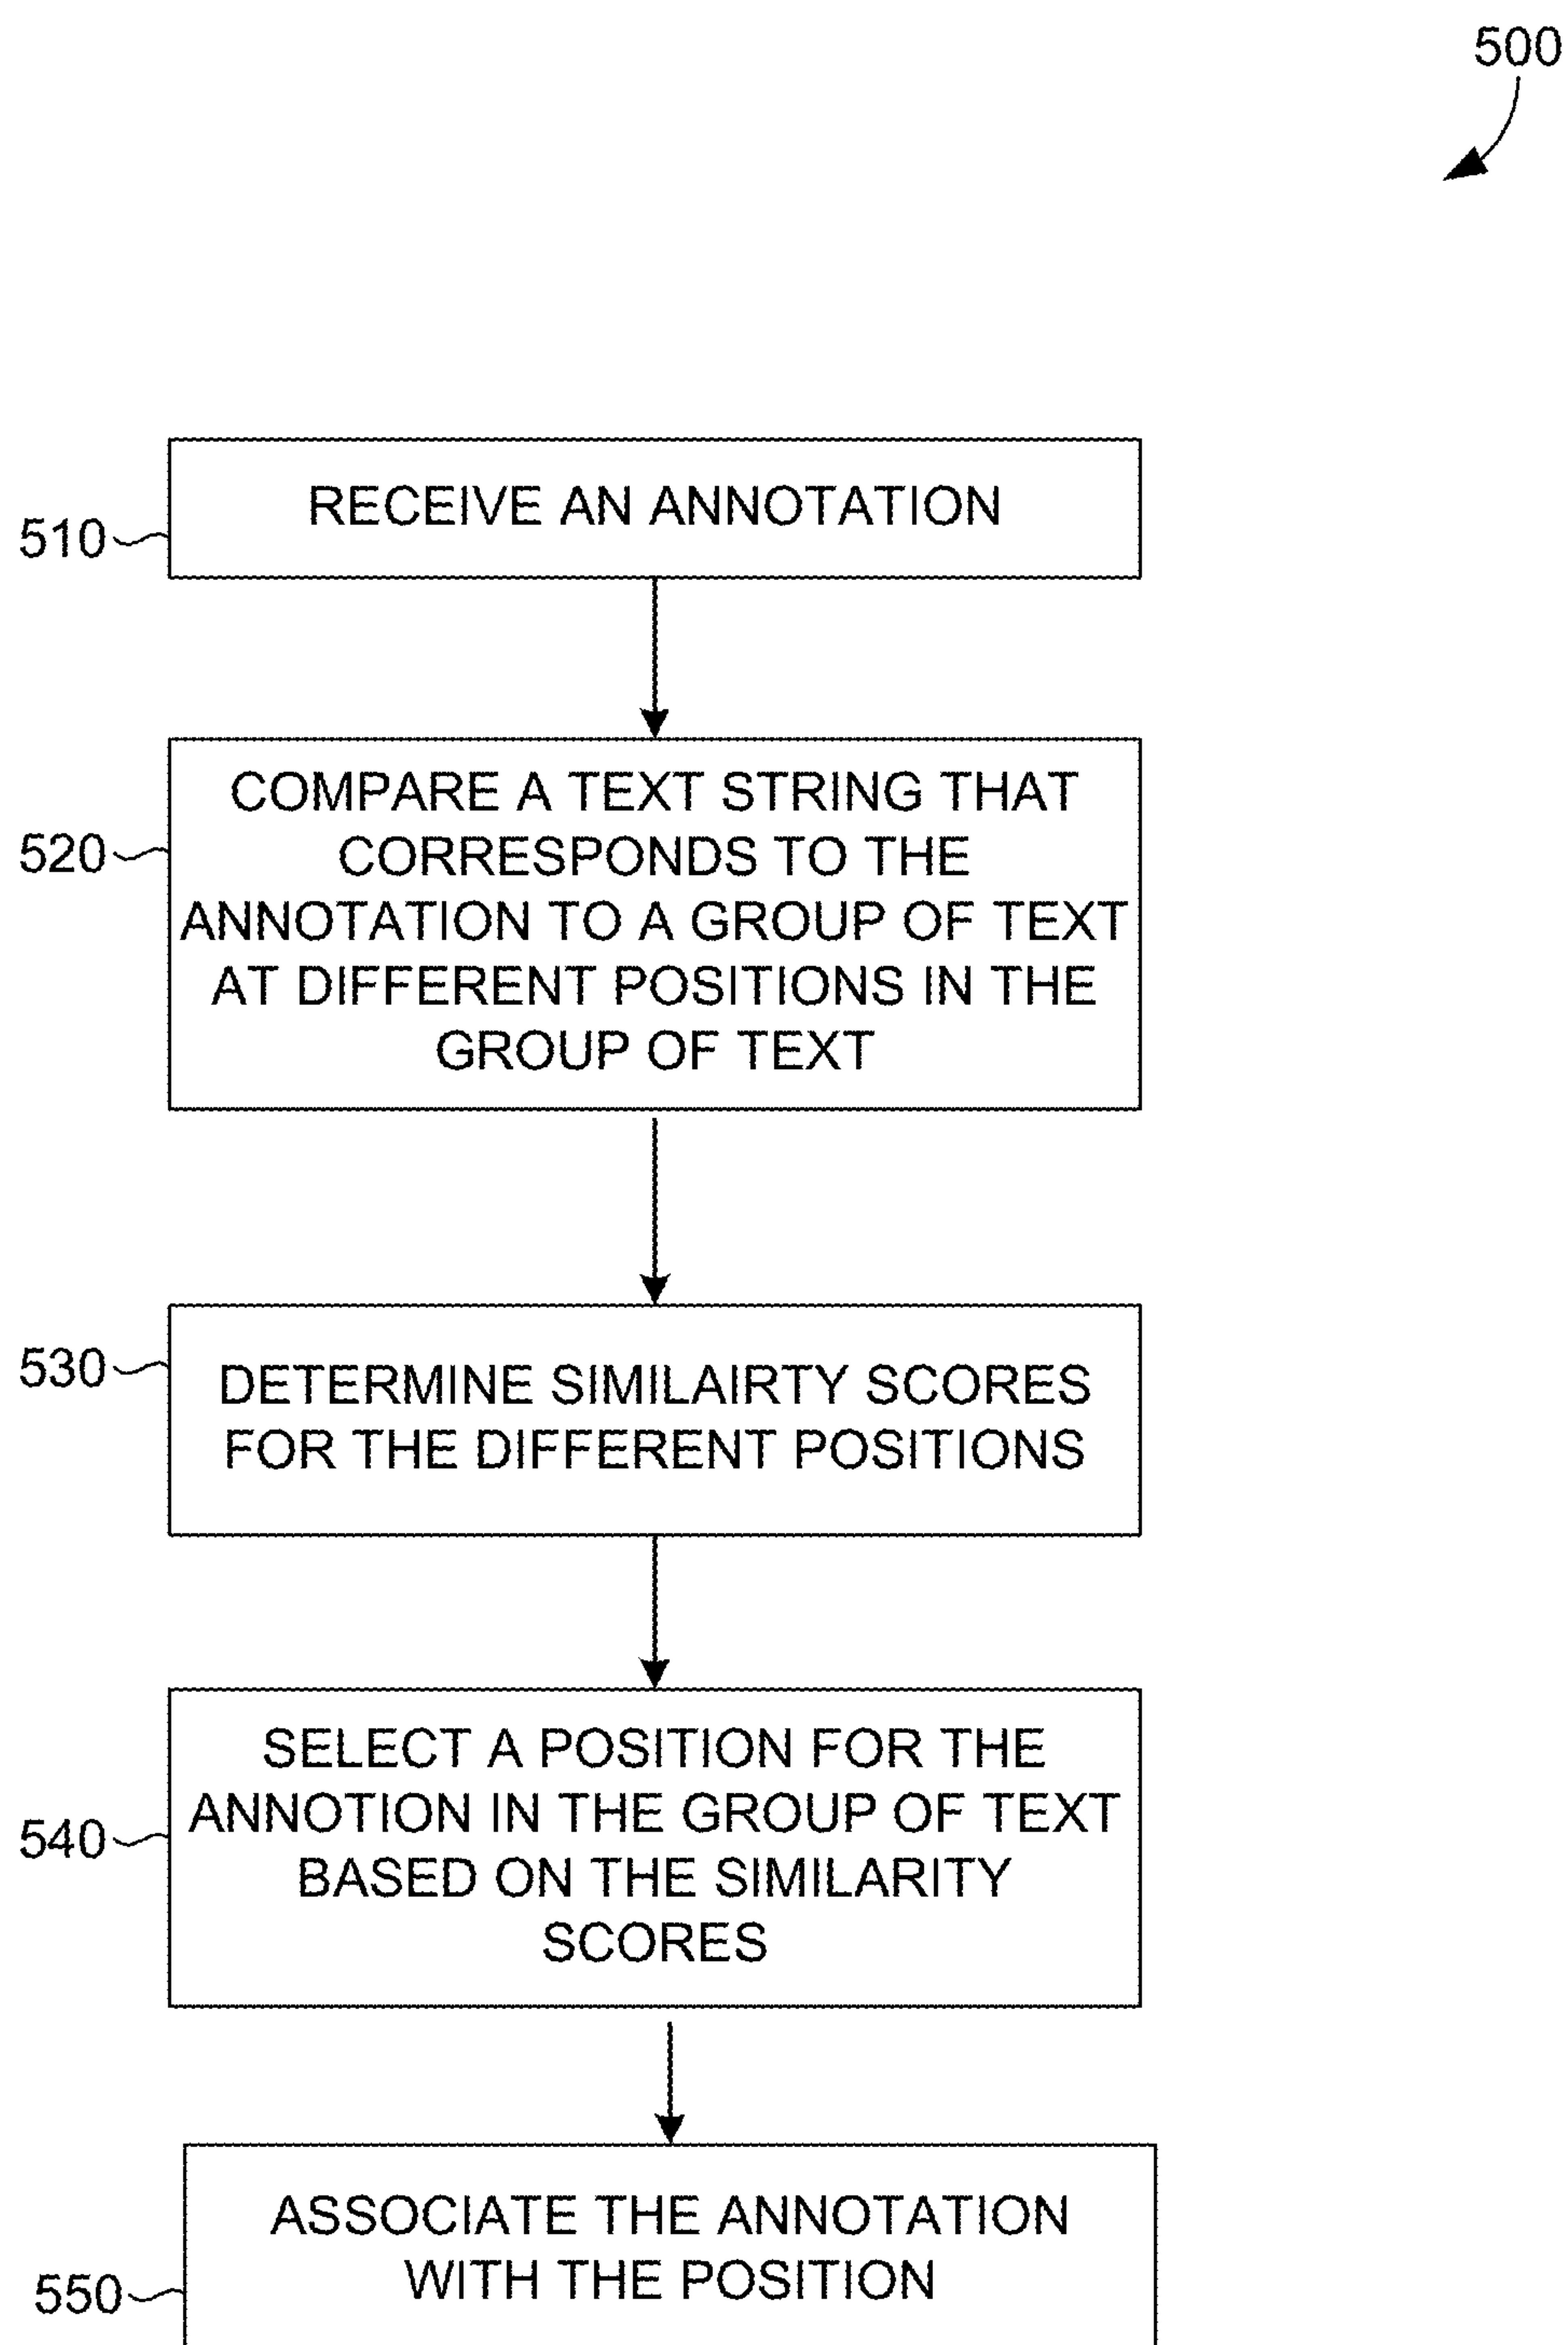 500
510
RECEIVE AN ANNOTATION
520
COMPARE A TEXT STRING THAT
CORRESPONDS TO THE
ANNOTATION TO A GROUP OF TEXT
AT DIFFERENT POSITIONS IN THE
GROUP OF TEXT
530
DETERMINE SIMILAIRTY SCORES
FOR THE DIFFERENT POSITIONS
540
SELECT A POSITION FOR THE
ANNOTION IN THE GROUP OF TEXT
BASED ON THE SIMILARITY
SCORES
550
ASSOCIATE THE ANNOTATION
WITH THE POSITION